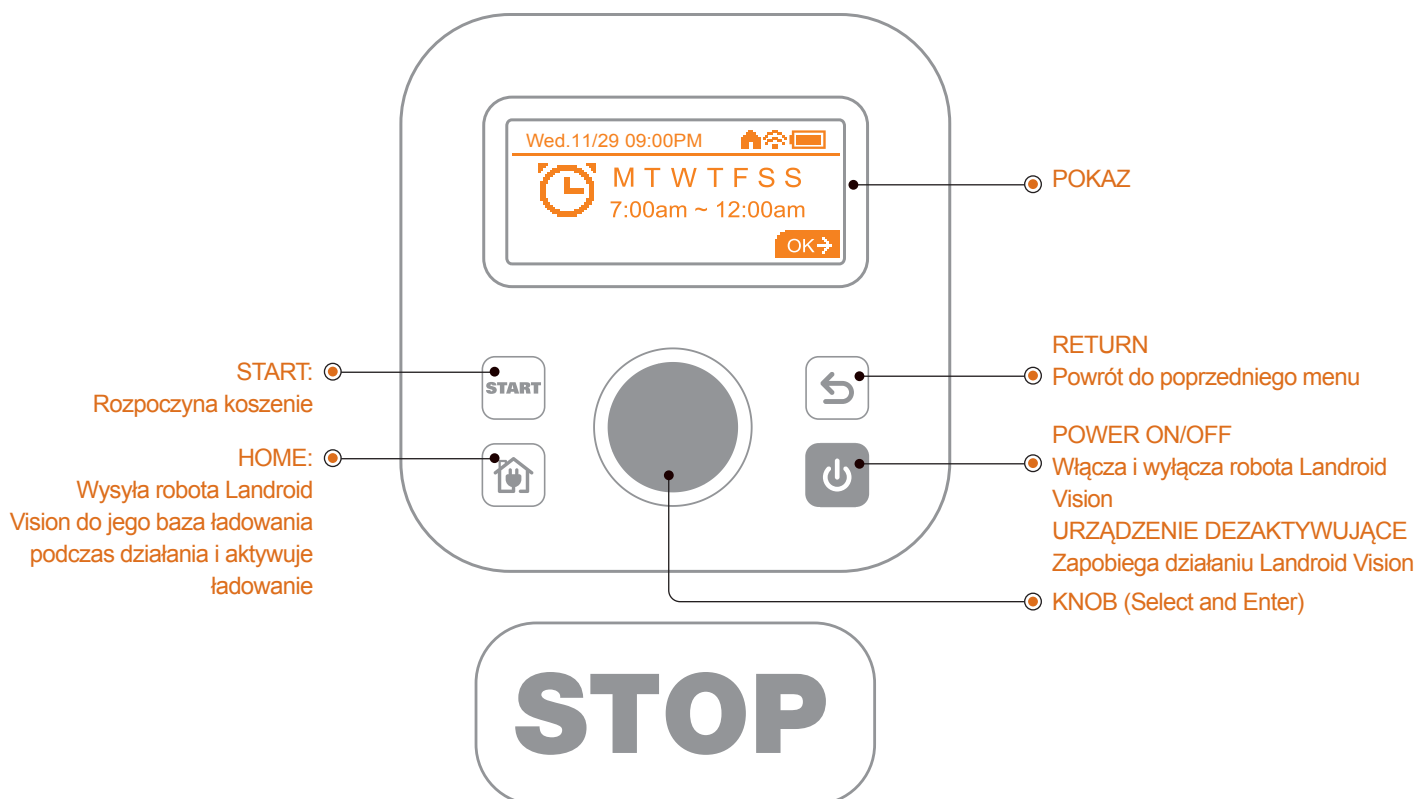 Wed.11/29 09:00PM
M T W T F S S
7:00am ~ 12:00am
OK
POKAZ
START
START:
Rozpoczyna koszenie
HOME:
Wysyła robota Landroid
Vision do jego baza ładowania
podczas działania i aktywuje
ładowanie
RETURN
Powrót do poprzedniego menu
POWER ON/OFF
Włącza i wyłącza robota Landroid
Vision
URZĄDZENIE DEZAKTYWUJĄCE
Zapobiega działaniu Landroid Vision
KNOB (Select and Enter)
STOP